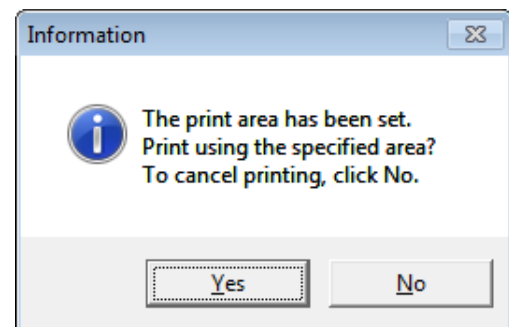 Information
The print area has been set.
Print using the specified area?
To cancel printing, click No.
Yes
No